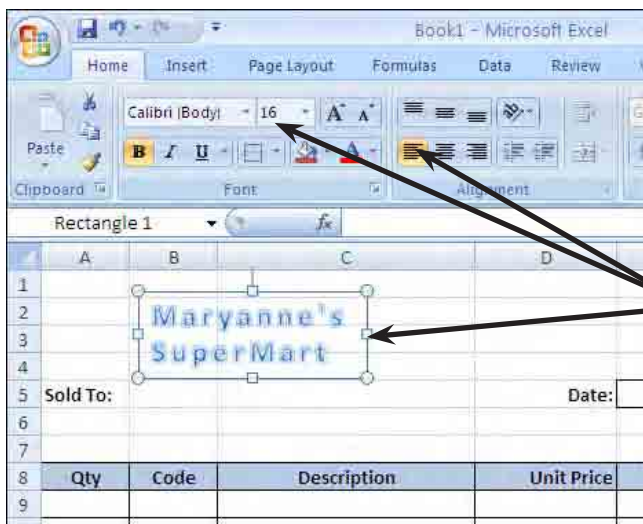 Book1 - Microsoft Excel
Home Insert Page Layout Formulas Data Review
Calibri (Body) 16 A A
Paste B I U A
Clipboard Font Alignment
Rectangle 1 fx
A B C D
1
2
3
4
5 Sold To: Date:
6
7
8 Qty Code Description Unit Price
9
Maryanne's
SuperMart